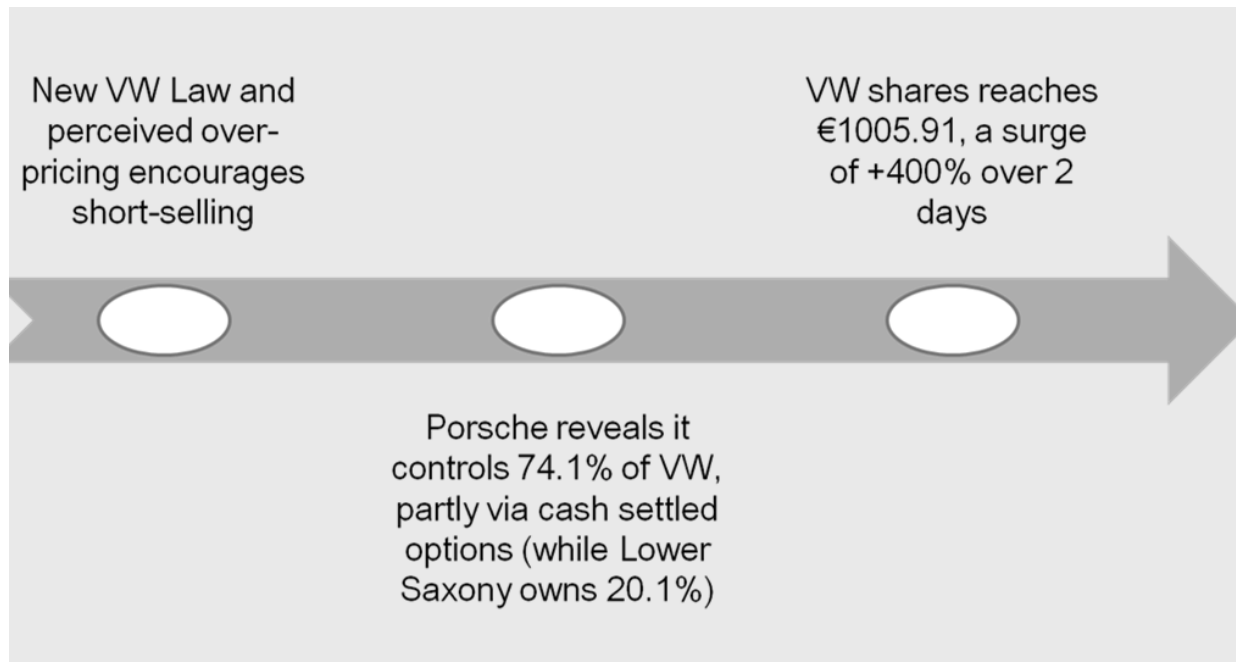 New VW Law and
perceived over-
pricing encourages
short-selling
Porsche reveals it
controls 74.1% of VW,
partly via cash settled
options (while Lower
Saxony owns 20.1%)
VW shares reaches
€1005.91, a surge
of +400% over 2
days